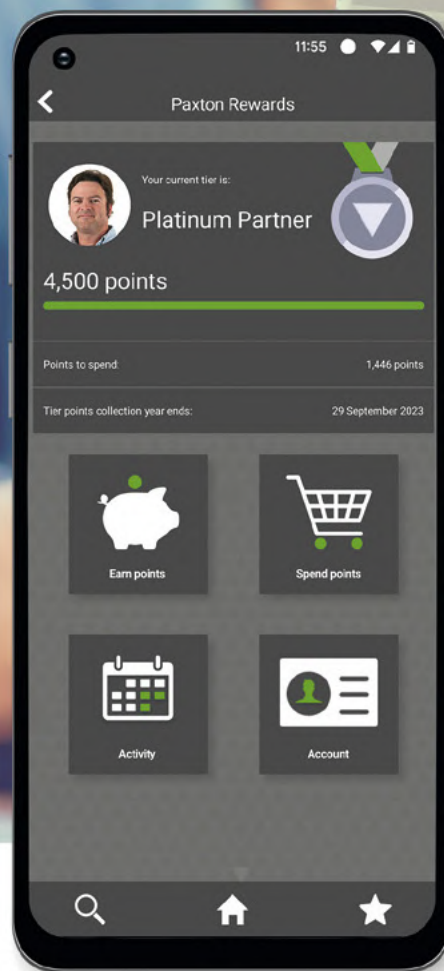 11:55
Paxton Rewards
Your current tier is:
Platinum Partner
4,500 points
Points to spend: 1,446 points
Tier points collection year ends: 29 September 2023
Earn points
Spend points
Activity
Account